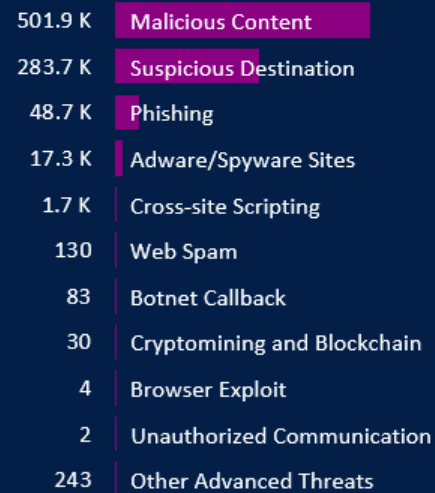 501.9 K Malicious Content
283.7 K Suspicious Destination
48.7 K Phishing
17.3 K Adware/Spyware Sites
1.7 K Cross-site Scripting
130 Web Spam
83 Botnet Callback
30 Cryptomining and Blockchain
4 Browser Exploit
2 Unauthorized Communication
243 Other Advanced Threats